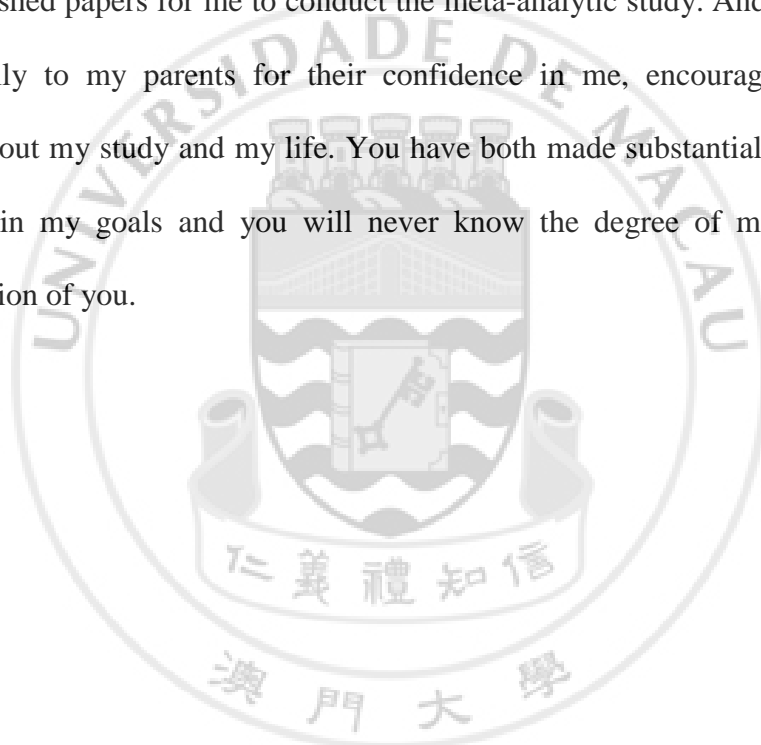 shed papers for me to conduct the meta-analytic study. And
lly to my parents for their confidence in me, encourag
out my study and my life. You have both made substantial
in my goals and you will never know the degree of m
tion of you.
UNIVERSIDADE DE MACAU
仁義禮知信
澳門大學